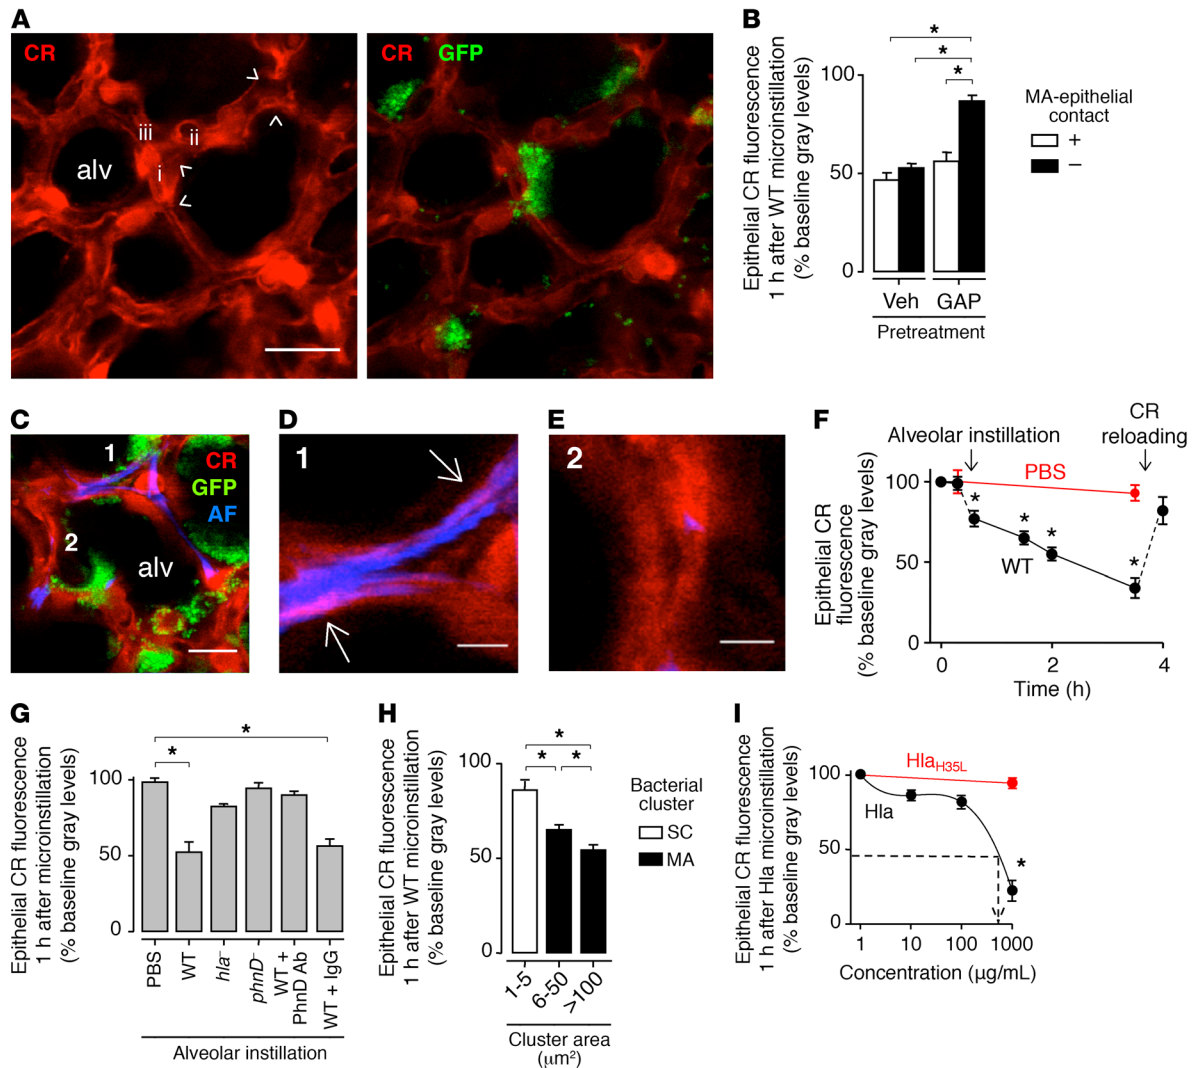 A
CR
iii
ii
i
alv
CR GFP
B
Epithelial CR fluorescence
1 h after WT microinstillation
(% baseline gray levels)
100
50
0
*
*
*
Veh GAP
Pretreatment
MA-epithelial
contact
+
−
C
1
CR
GFP
AF
2
alv
D
1
E
2
F
Epithelial CR
fluorescence
(% baseline gray levels)
Alveolar instillation
CR
reloading
100
50
0
PBS
WT
*
*
*
*
0 2 4
Time (h)
G
Epithelial CR fluorescence
1 h after microinstillation
(% baseline gray levels)
100
50
0
*
*
PBS
WT
hla−
phnD−
WT +
PhnD Ab
WT + IgG
Alveolar instillation
H
Epithelial CR fluorescence
1 h after WT microinstillation
(% baseline gray levels)
100
50
0
*
* *
1-5
6-50
>100
Cluster area
(µm²)
Bacterial
cluster
SC
MA
I
Epithelial CR fluorescence
1 h after Hla microinstillation
(% baseline gray levels)
100
50
0
HlaH35L
Hla
*
1 10 100 1000
Concentration (µg/mL)